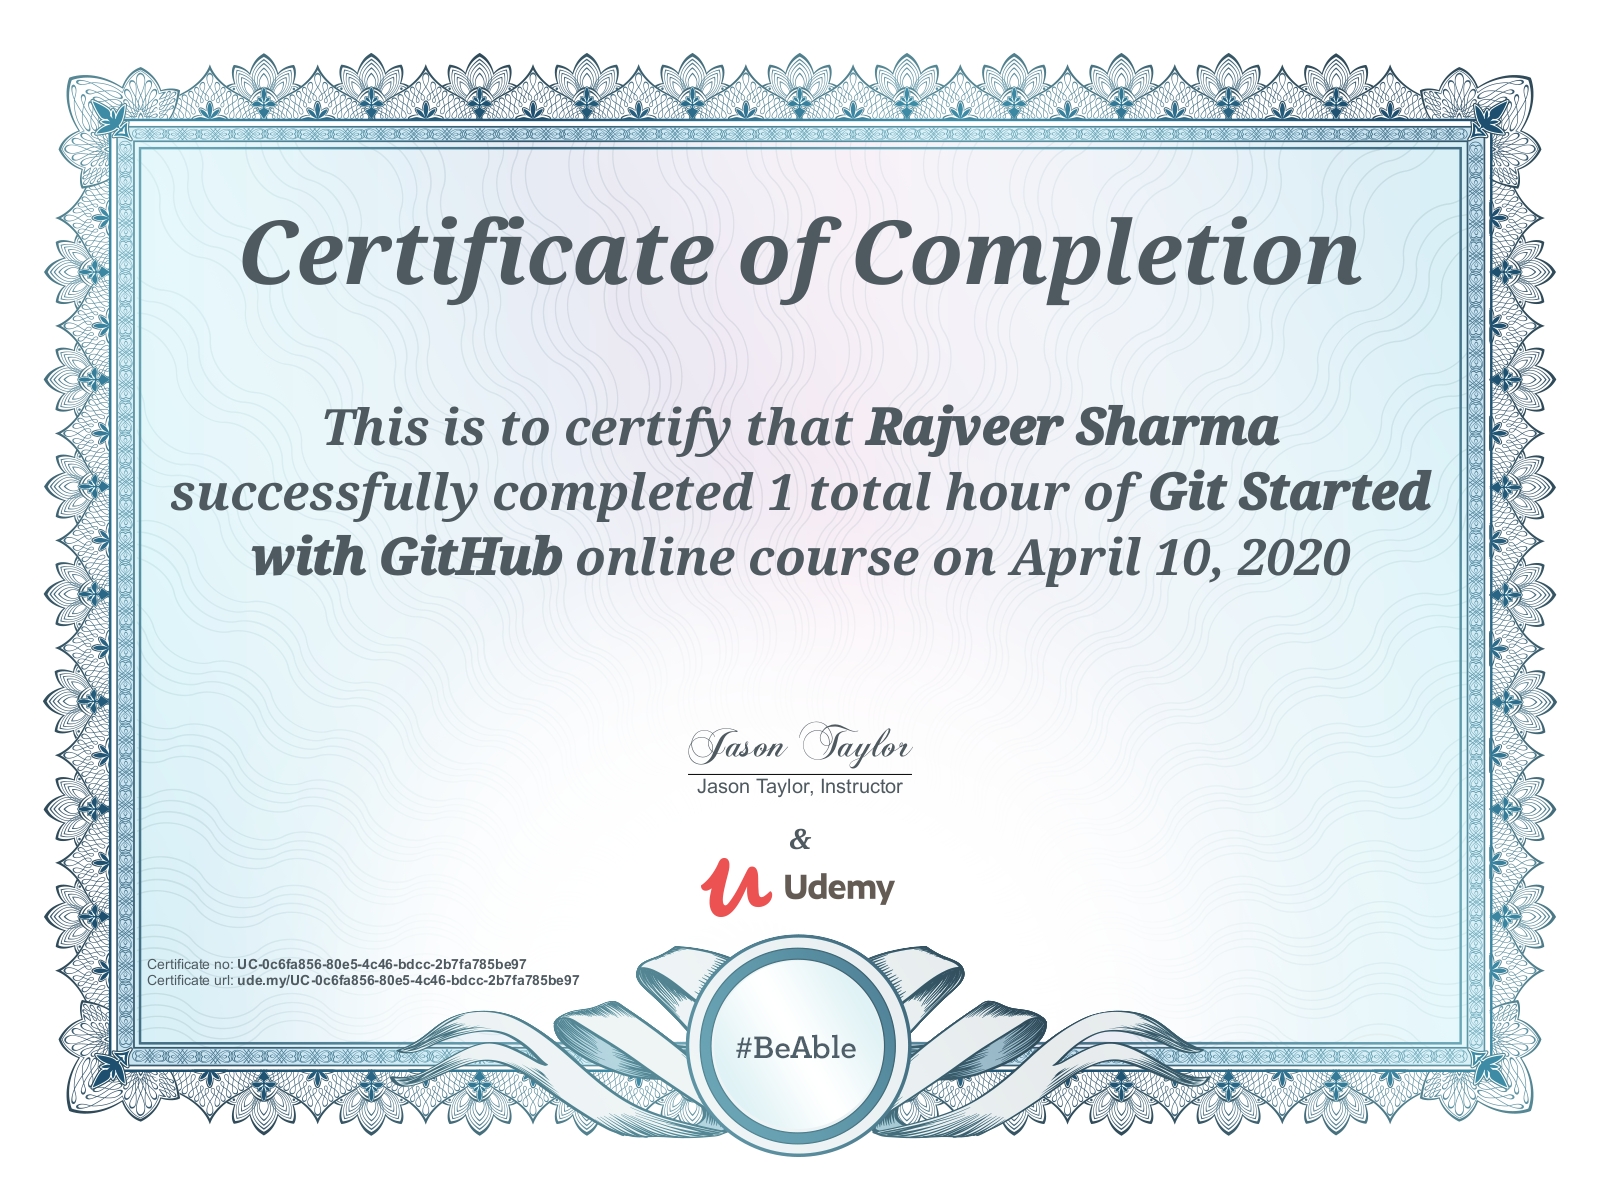 Certificate of Completion
This is to certify that Rajveer Sharma
successfully completed 1 total hour of Git Started
with GitHub online course on April 10, 2020
Jason Taylor
Jason Taylor, Instructor
&
Udemy
Certificate no: UC-0c6fa856-80e5-4c46-bdcc-2b7fa785be97
Certificate url: ude.my/UC-0c6fa856-80e5-4c46-bdcc-2b7fa785be97
#BeAble